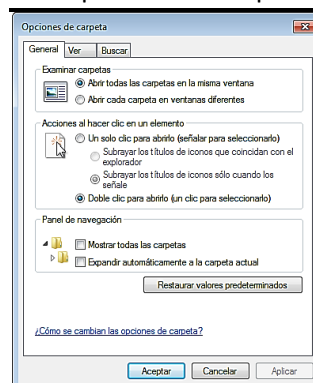 Opciones de carpeta
General Ver Buscar
Examinar carpetas
Abrir todas las carpetas en la misma ventana
Abrir cada carpeta en ventanas diferentes
Acciones al hacer clic en un elemento
Un solo clic para abrirlo (señalar para seleccionarlo)
Subrayar los títulos de iconos que coincidan con el
explorador
Subrayar los títulos de iconos sólo cuando los
señale
Doble clic para abrirlo (un clic para seleccionarlo)
Panel de navegación
Mostrar todas las carpetas
Expandir automáticamente a la carpeta actual
Restaurar valores predeterminados
¿Cómo se cambian las opciones de carpeta?
Aceptar Cancelar Aplicar